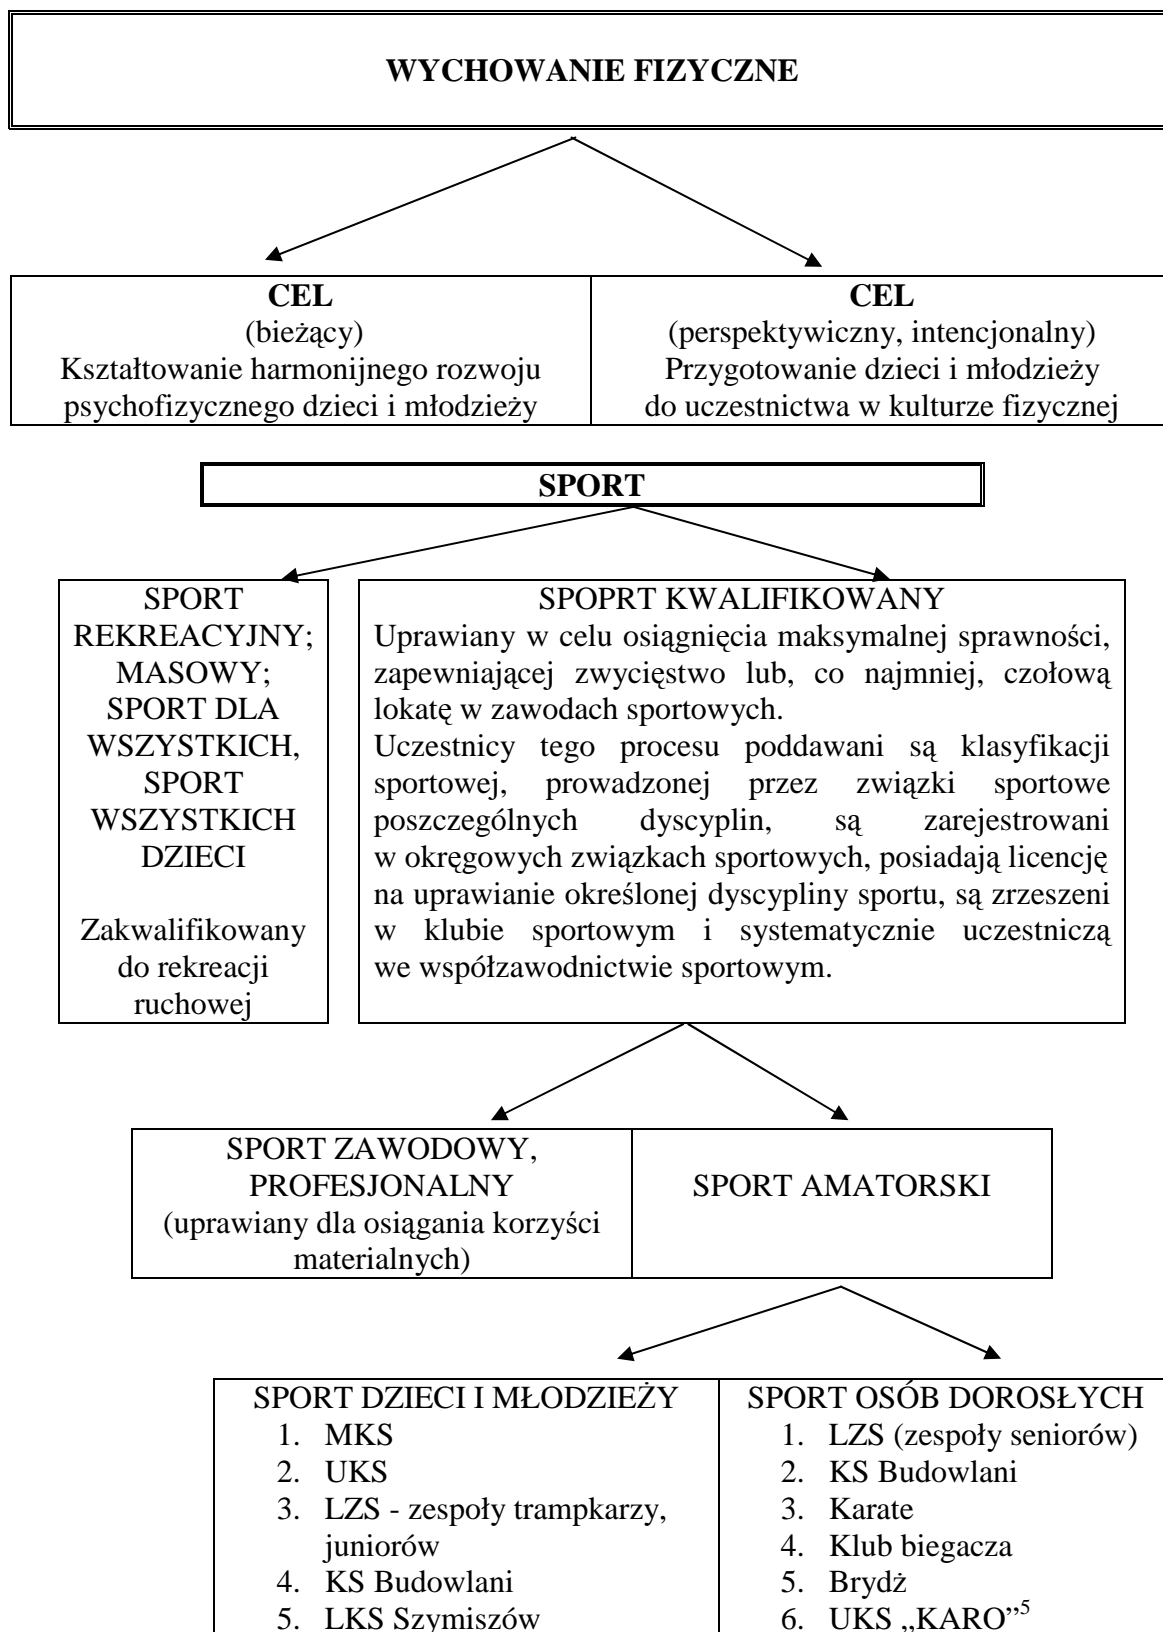 WYCHOWANIE FIZYCZNE
CEL
(bieżący)
Kształtowanie harmonijnego rozwoju
psychofizycznego dzieci i młodzieży
CEL
(perspektywiczny, intencjonalny)
Przygotowanie dzieci i młodzieży
do uczestnictwa w kulturze fizycznej
SPORT
SPORT
REKREACYJNY;
MASOWY;
SPORT DLA
WSZYSTKICH,
SPORT
WSZYSTKICH
DZIECI
Zakwalifikowany
do rekreacji
ruchowej
SPOPRT KWALIFIKOWANY
Uprawiany w celu osiągnięcia maksymalnej sprawności,
zapewniającej zwycięstwo lub, co najmniej, czołową
lokatę w zawodach sportowych.
Uczestnicy tego procesu poddawani są klasyfikacji
sportowej, prowadzonej przez związki sportowe
poszczególnych dyscyplin, są zarejestrowani
w okręgowych związkach sportowych, posiadają licencję
na uprawianie określonej dyscypliny sportu, są zrzeszeni
w klubie sportowym i systematycznie uczestniczą
we współzawodnictwie sportowym.
SPORT ZAWODOWY,
PROFESJONALNY
(uprawiany dla osiągania korzyści
materialnych)
SPORT AMATORSKI
SPORT DZIECI I MŁODZIEŻY
1. MKS
2. UKS
3. LZS - zespoły trampkarzy,
juniorów
4. KS Budowlani
5. LKS Szymiszów
SPORT OSÓB DOROSŁYCH
1. LZS (zespoły seniorów)
2. KS Budowlani
3. Karate
4. Klub biegacza
5. Brydż
6. UKS „KARO”⁵